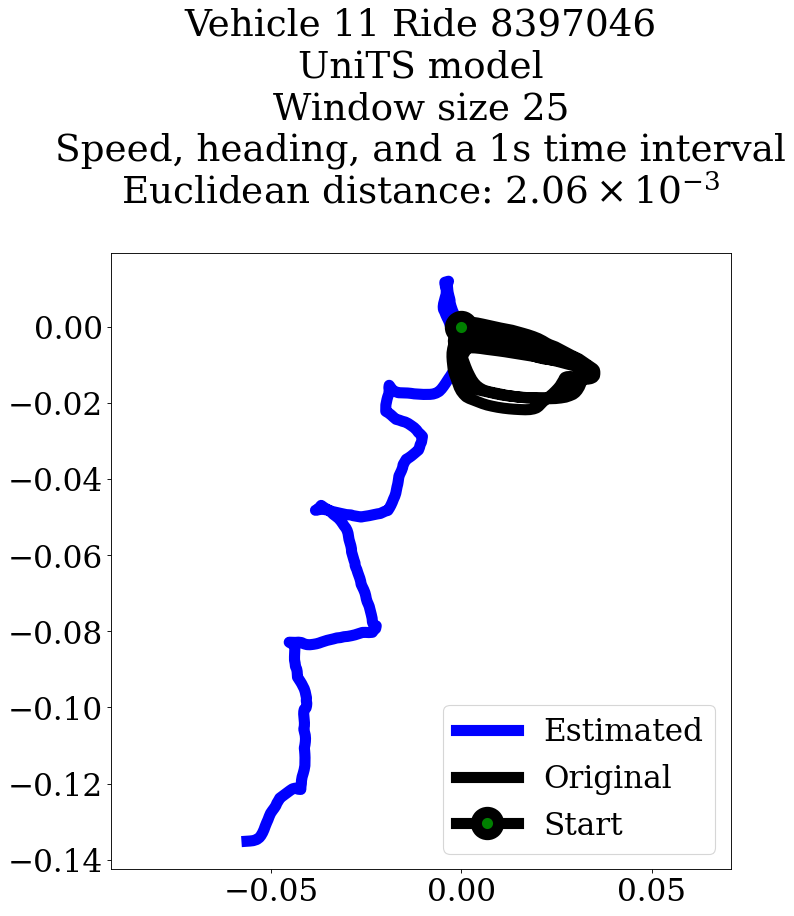 Vehicle 11 Ride 8397046
UniTS model
Window size 25
Speed, heading, and a 1s time interval
Euclidean distance: 2.06 × 10⁻³
0.00
−0.02
−0.04
−0.06
−0.08
−0.10
−0.12
−0.14
Estimated
Original
Start
−0.05
0.00
0.05